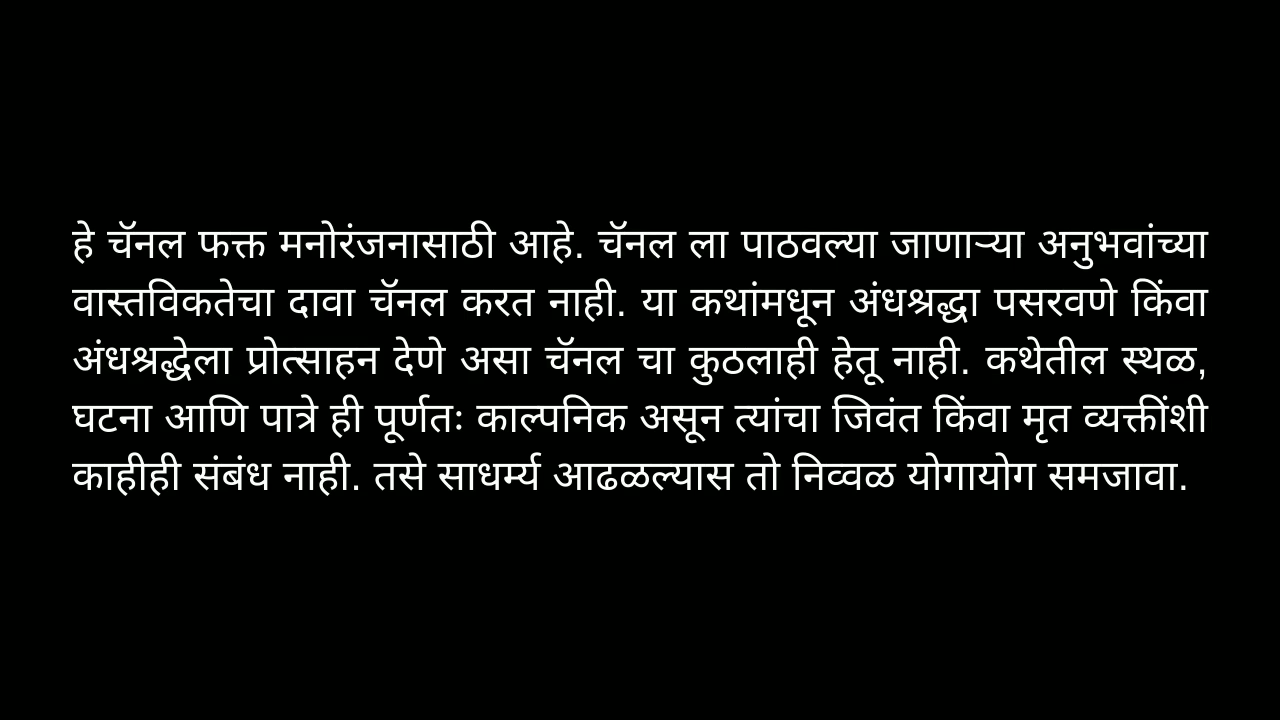 हे चॅनल फक्त मनोरंजनासाठी आहे. चॅनल ला पाठवल्या जाणाऱ्या अनुभवांच्या
वास्तविकतेचा दावा चॅनल करत नाही. या कथांमधून अंधश्रद्धा पसरवणे किंवा
अंधश्रद्धेला प्रोत्साहन देणे असा चॅनल चा कुठलाही हेतू नाही. कथेतील स्थळ,
घटना आणि पात्रे ही पूर्णतः काल्पनिक असून त्यांचा जिवंत किंवा मृत व्यक्तींशी
काहीही संबंध नाही. तसे साधर्म्य आढळल्यास तो निव्वळ योगायोग समजावा.